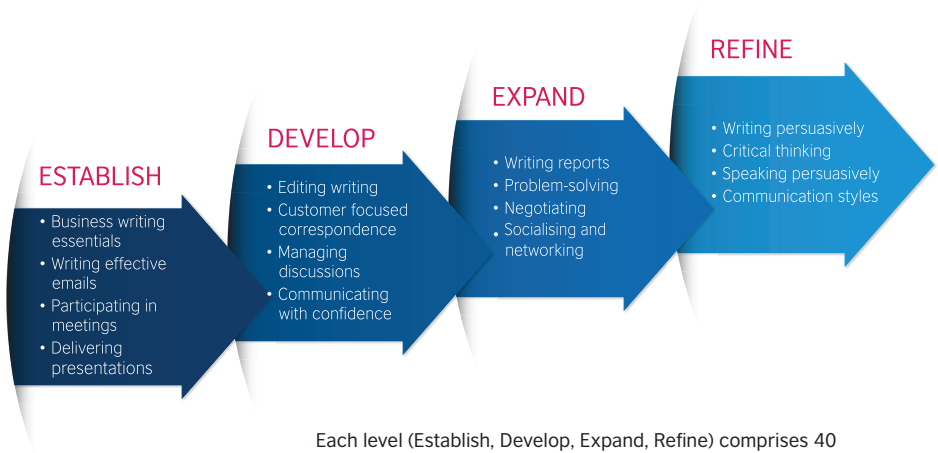 ESTABLISH
• Business writing
essentials
• Writing effective
emails
• Participating in
meetings
• Delivering
presentations
DEVELOP
• Editing writing
• Customer focused
correspondence
• Managing
discussions
• Communicating
with confidence
EXPAND
• Writing reports
• Problem-solving
• Negotiating
• Socialising and
networking
REFINE
• Writing persuasively
• Critical thinking
• Speaking persuasively
• Communication styles
Each level (Establish, Develop, Expand, Refine) comprises 40